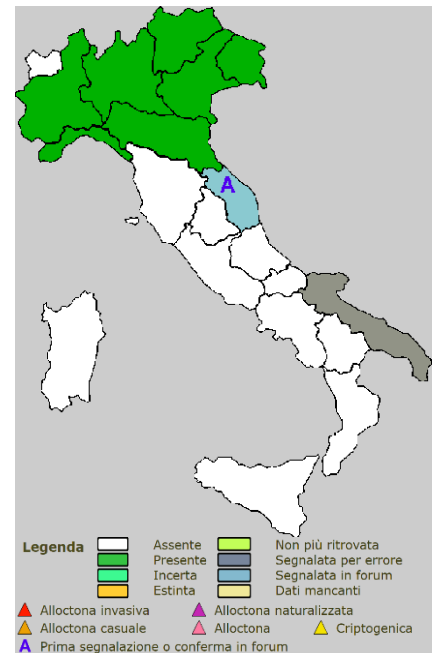 A
Legenda
Assente
Non più ritrovata
Presente
Segnalata per errore
Incerta
Segnalata in forum
Estinta
Dati mancanti
Alloctona invasiva
Alloctona naturalizzata
Alloctona casuale
Alloctona
Criptogenica
A Prima segnalazione o conferma in forum